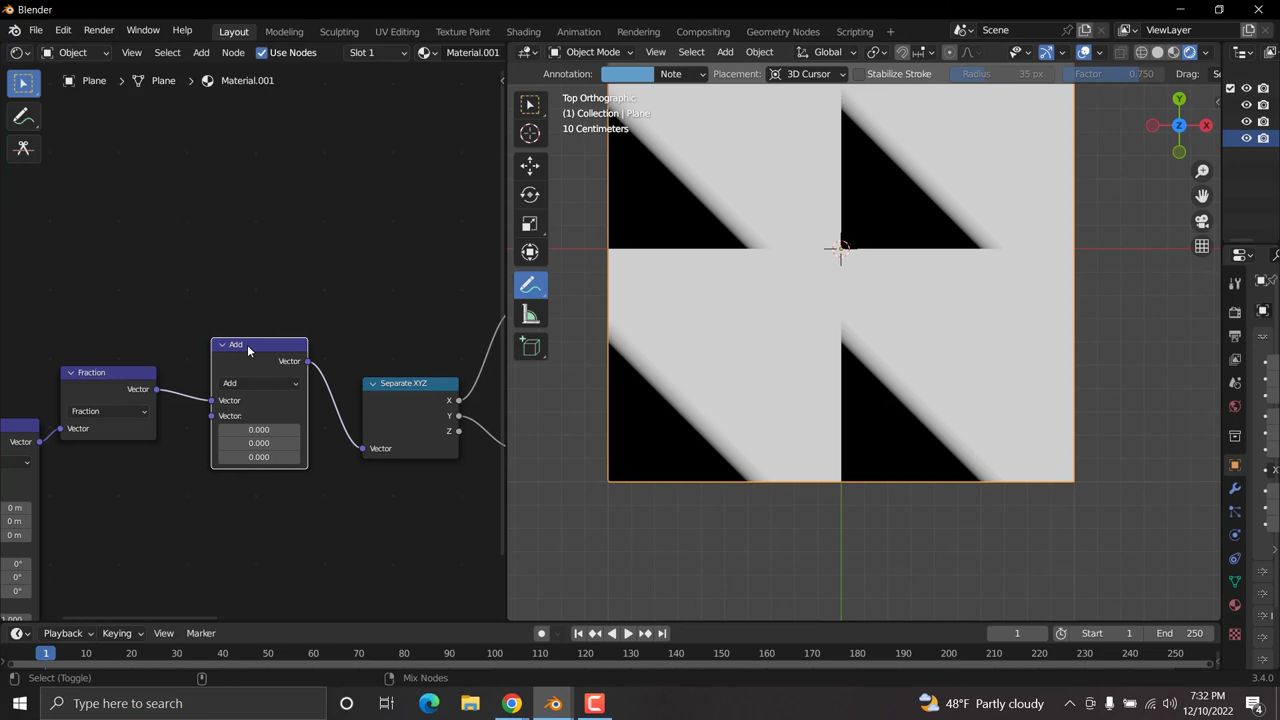 Blender
File Edit Render Window Help Layout Modeling Sculpting UV Editing Texture Paint Shading Animation Rendering Compositing Geometry Nodes Scripting Scene ViewLayer
Object View Select Add Node Use Nodes Slot 1 Material.001
Object Mode View Select Add Object Global
Plane > Plane > Material.001
Annotation: Note Placement: 3D Cursor Stabilize Stroke Radius 35 px Factor 0.750 Drag:
Top Orthographic
(1) Collection | Plane
10 Centimeters
Y
X
Z
Add
Vector
Add
Vector
Vector:
0.000
0.000
0.000
Fraction
Vector
Fraction
Vector
Separate XYZ
X
Y
Z
Vector
Vector
0 m
0 m
0 m
0°
0°
0°
Playback Keying View Marker 1 Start 1 End 250
1 10 20 30 40 50 60 70 80 90 100 110 120 130 140 150 160 170 180 190 200 210 220 230 240 250
Select (Toggle) Mix Nodes 3.4.0
Type here to search 48°F Partly cloudy 7:32 PM
12/10/2022
4